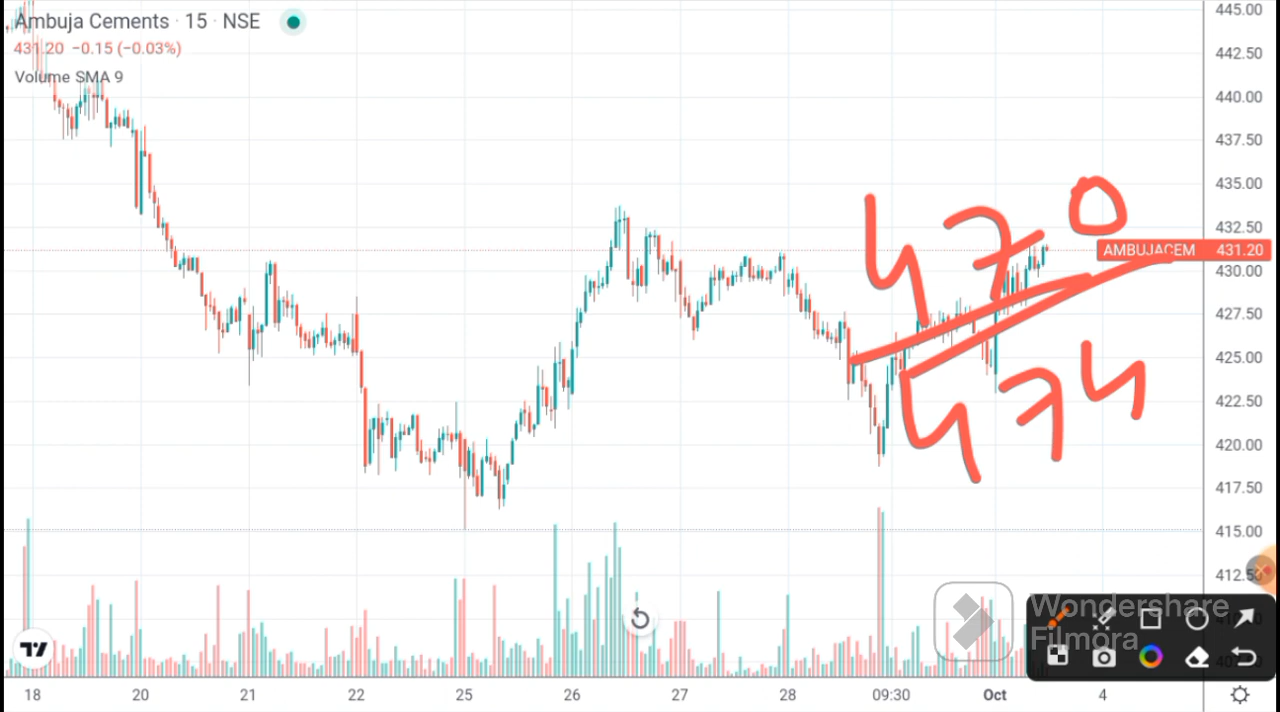 Ambuja Cements · 15 · NSE
431.20 −0.15 (−0.03%)
Volume SMA 9
445.00
442.50
440.00
437.50
435.00
432.50
AMBUJACEM 431.20
430.00
427.50
425.00
422.50
420.00
417.50
415.00
412.50
470
474
Wondershare
Filmora
18 20 21 22 25 26 27 28 09:30 Oct 4